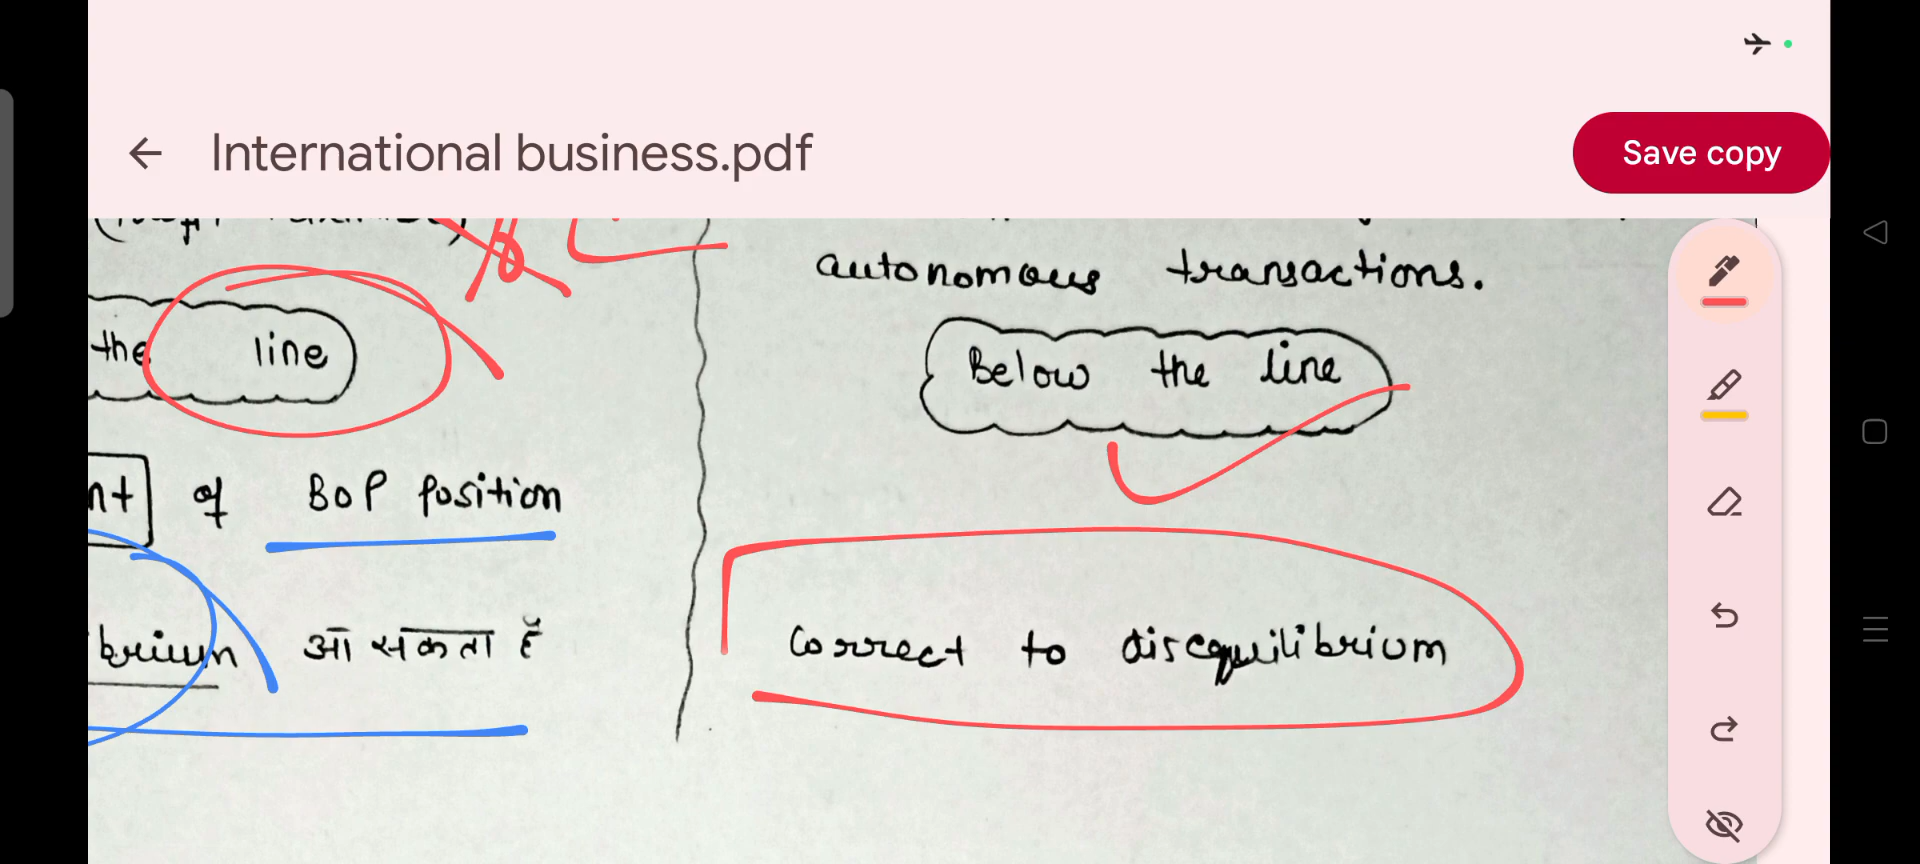 International business.pdf
Save copy
the line
of BOP position
brium आ सकता है
autonomous transactions.
Below the line
Correct to disequilibrium